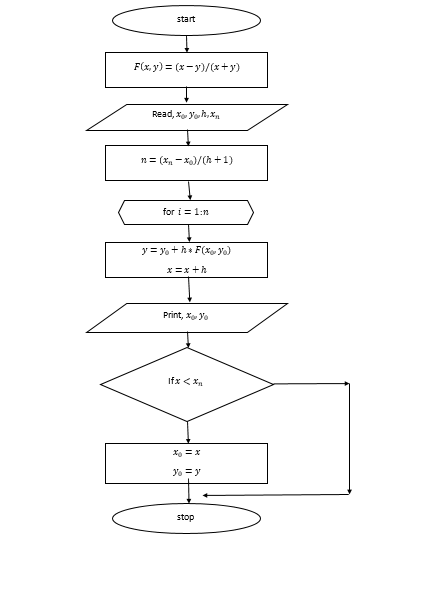 start
F(x, y) = (x − y)/(x + y)
Read, x₀, y₀, h, xₙ
n = (xₙ − x₀)/(h + 1)
for i = 1:n
y = y₀ + h ∗ F(x₀, y₀)
x = x + h
Print, x₀, y₀
If x < xₙ
x₀ = x
y₀ = y
stop